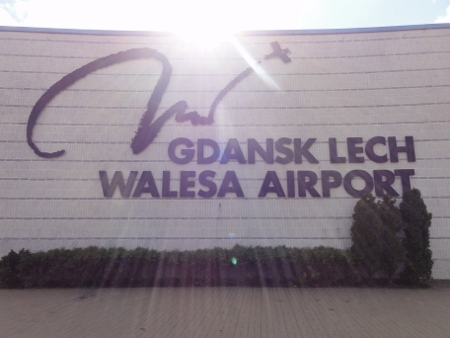 GDANSK LECH
WALESA AIRPORT